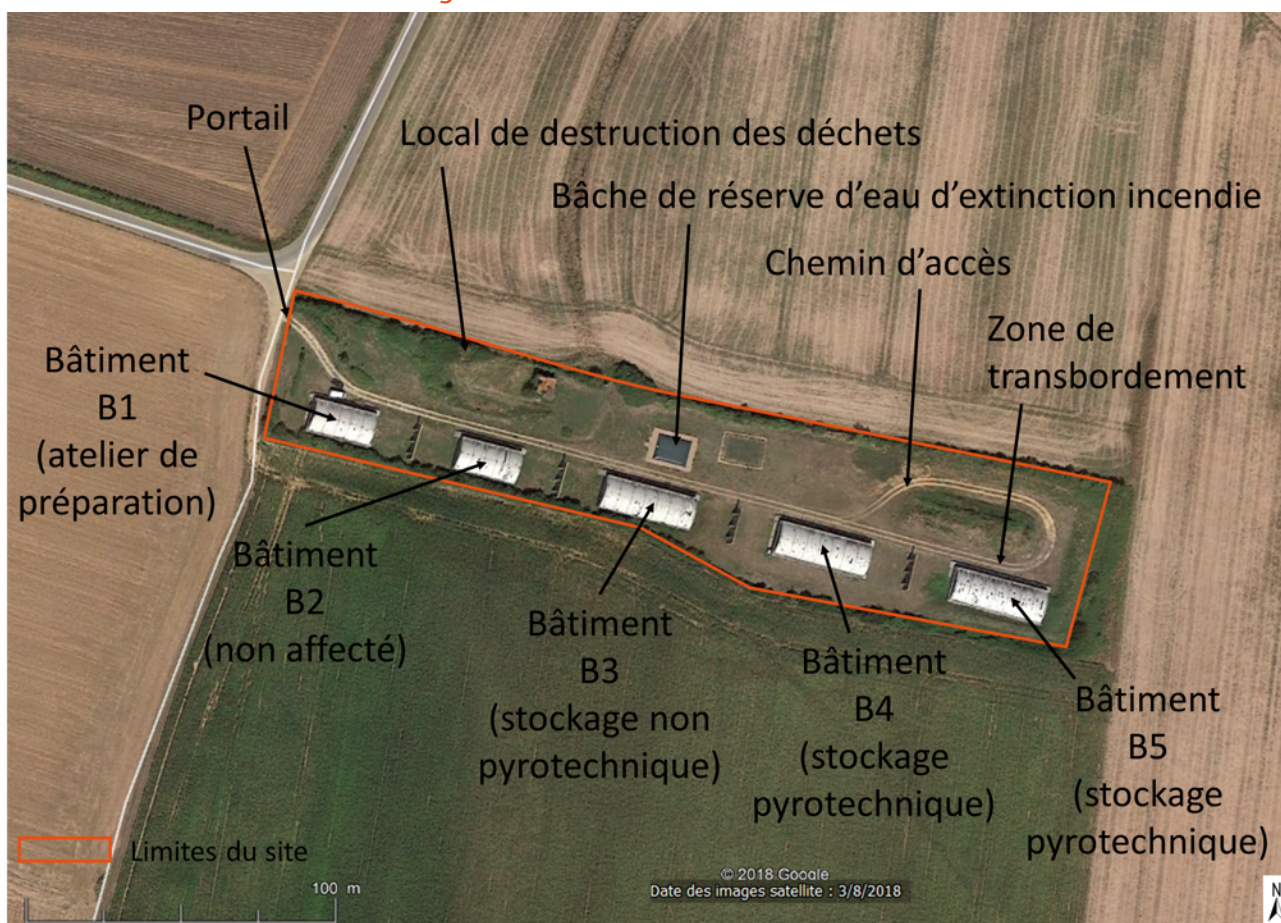 Portail
Local de destruction des déchets
Bâche de réserve d'eau d'extinction incendie
Chemin d'accès
Zone de
transbordement
Bâtiment
B1
(atelier de
préparation)
Bâtiment
B2
(non affecté)
Bâtiment
B3
(stockage non
pyrotechnique)
Bâtiment
B4
(stockage
pyrotechnique)
Bâtiment
B5
(stockage
pyrotechnique)
Limites du site
100 m
© 2018 Google
Date des images satellite : 3/8/2018
N